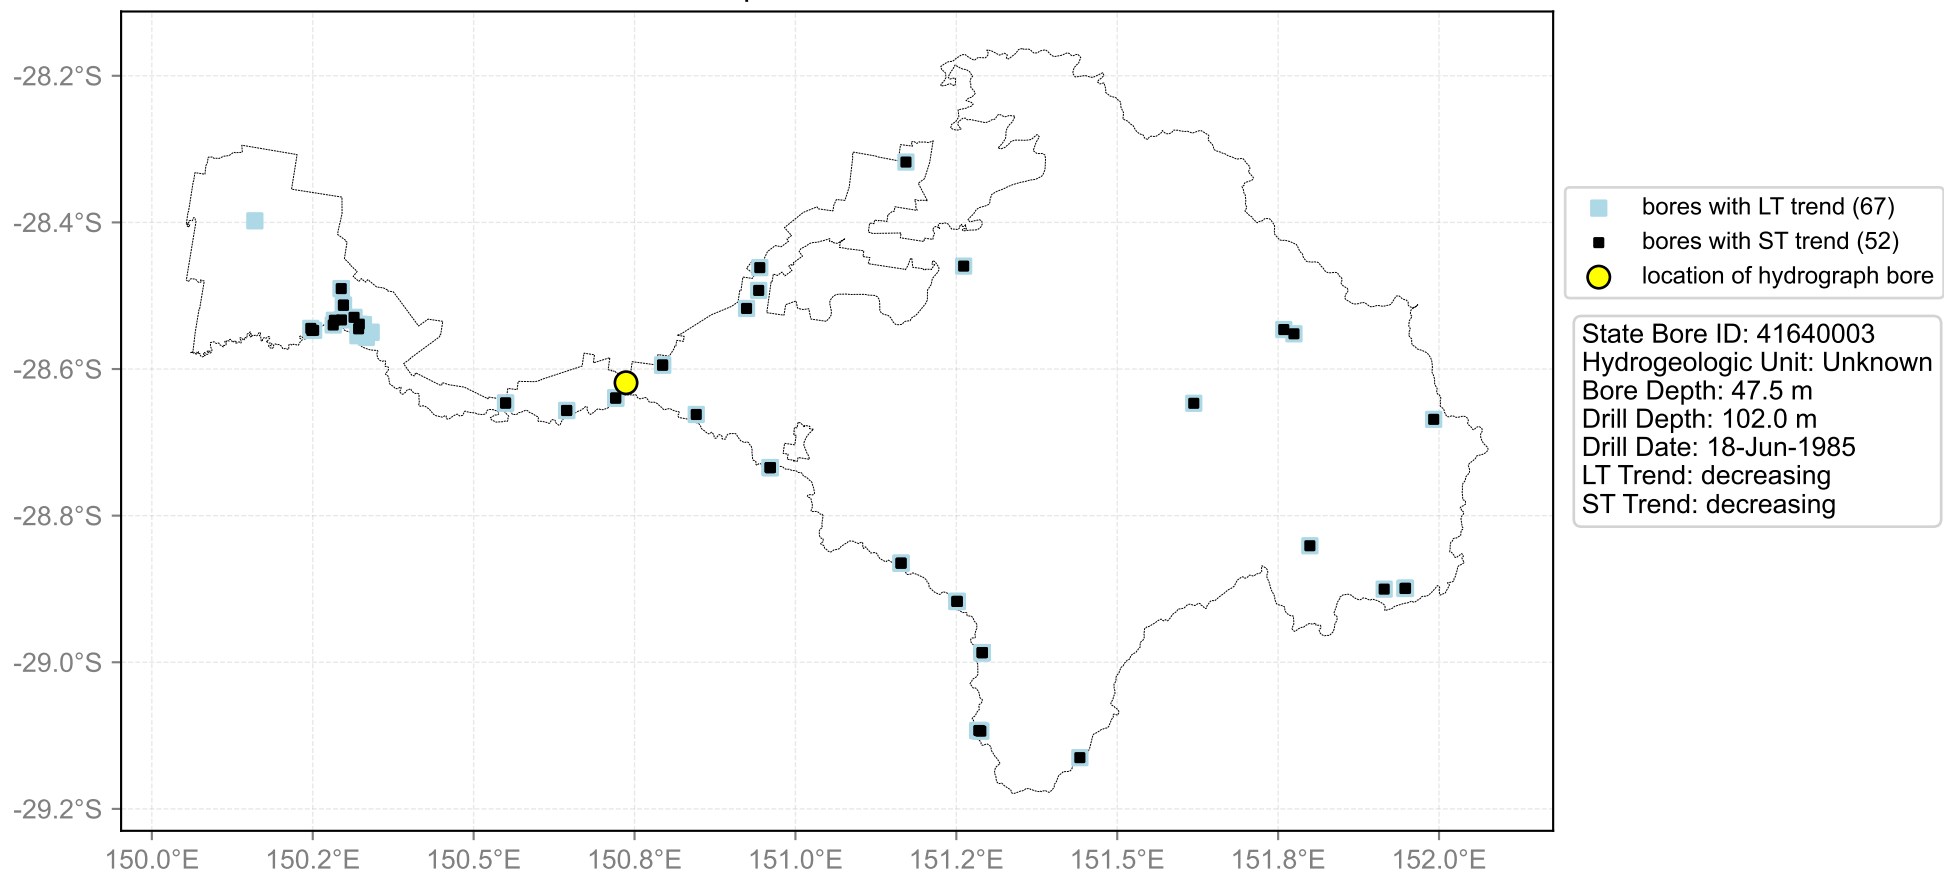 -28.2°S
-28.4°S
-28.6°S
-28.8°S
-29.0°S
-29.2°S
150.0°E
150.2°E
150.5°E
150.8°E
151.0°E
151.2°E
151.5°E
151.8°E
152.0°E
bores with LT trend (67)
bores with ST trend (52)
location of hydrograph bore
State Bore ID: 41640003
Hydrogeologic Unit: Unknown
Bore Depth: 47.5 m
Drill Depth: 102.0 m
Drill Date: 18-Jun-1985
LT Trend: decreasing
ST Trend: decreasing